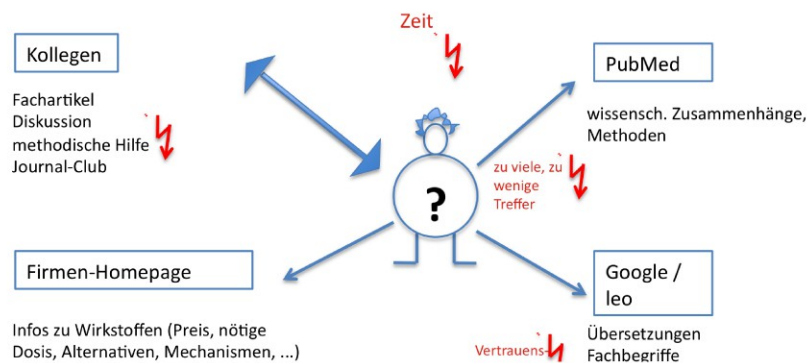 Zeit
Kollegen
Fachartikel
Diskussion
methodische Hilfe
Journal-Club
PubMed
wissensch. Zusammenhänge,
Methoden
zu viele, zu
wenige
Treffer
?
Firmen-Homepage
Infos zu Wirkstoffen (Preis, nötige
Dosis, Alternativen, Mechanismen, ...)
Google /
leo
Übersetzungen
Fachbegriffe
Vertrauens-